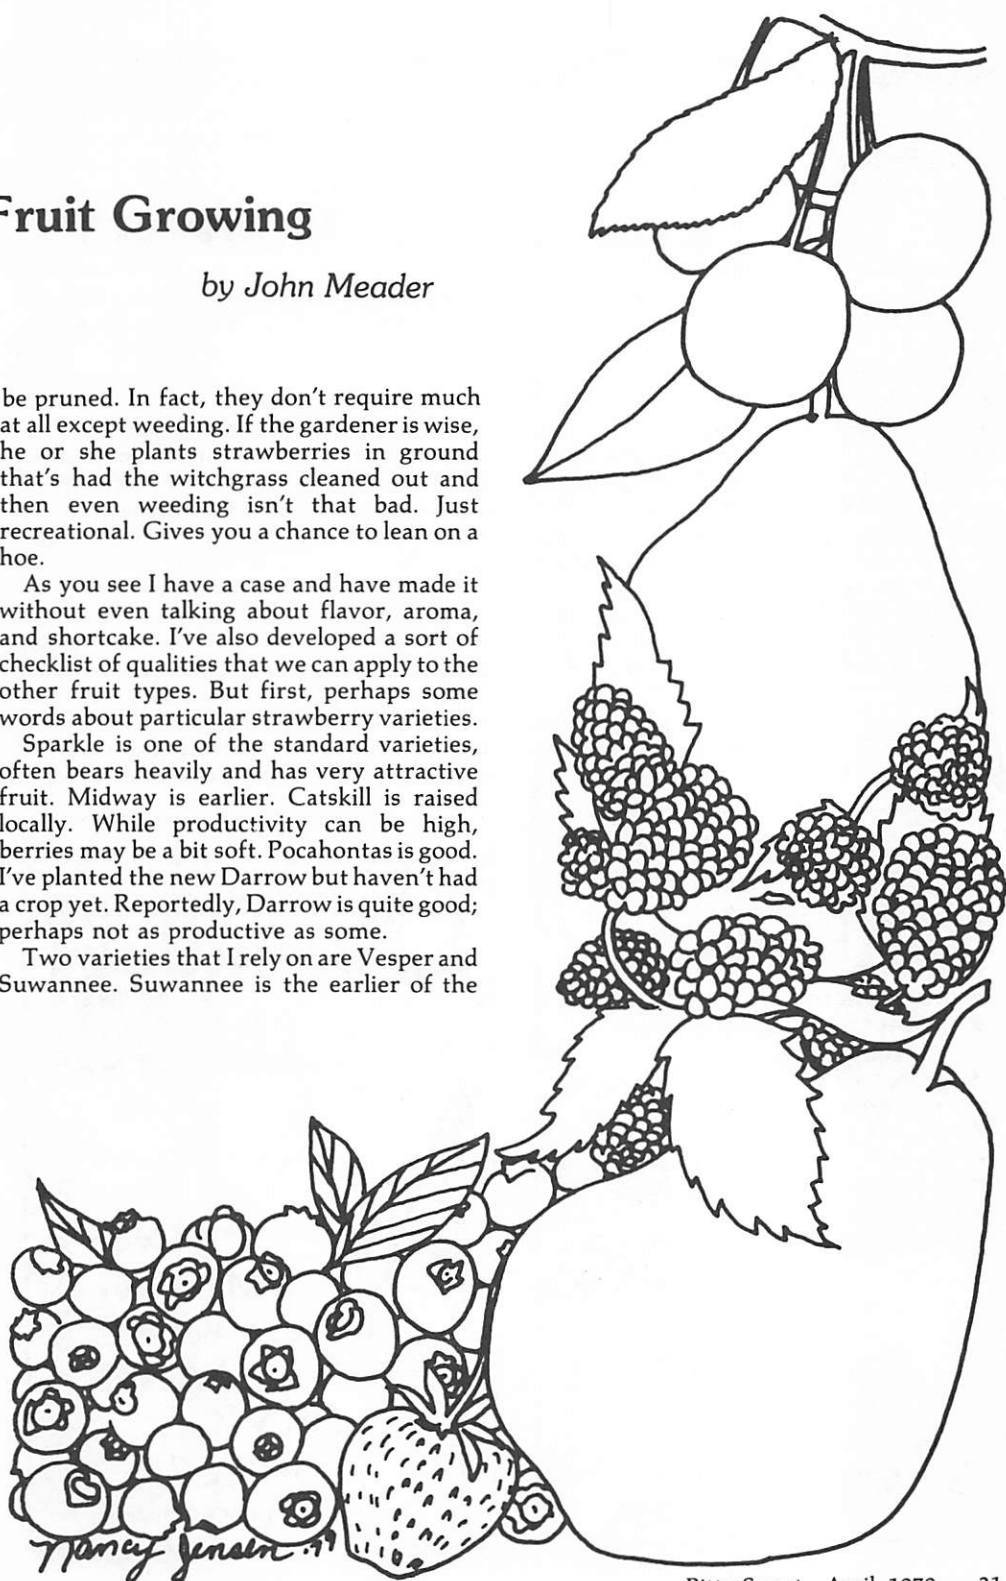 Fruit Growing
by John Meader
be pruned. In fact, they don't require much
at all except weeding. If the gardener is wise,
he or she plants strawberries in ground
that's had the witchgrass cleaned out and
then even weeding isn't that bad. Just
recreational. Gives you a chance to lean on a
hoe.
As you see I have a case and have made it
without even talking about flavor, aroma,
and shortcake. I've also developed a sort of
checklist of qualities that we can apply to the
other fruit types. But first, perhaps some
words about particular strawberry varieties.
Sparkle is one of the standard varieties,
often bears heavily and has very attractive
fruit. Midway is earlier. Catskill is raised
locally. While productivity can be high,
berries may be a bit soft. Pocahontas is good.
I've planted the new Darrow but haven't had
a crop yet. Reportedly, Darrow is quite good;
perhaps not as productive as some.
Two varieties that I rely on are Vesper and
Suwannee. Suwannee is the earlier of the
Nancy Jensen '79